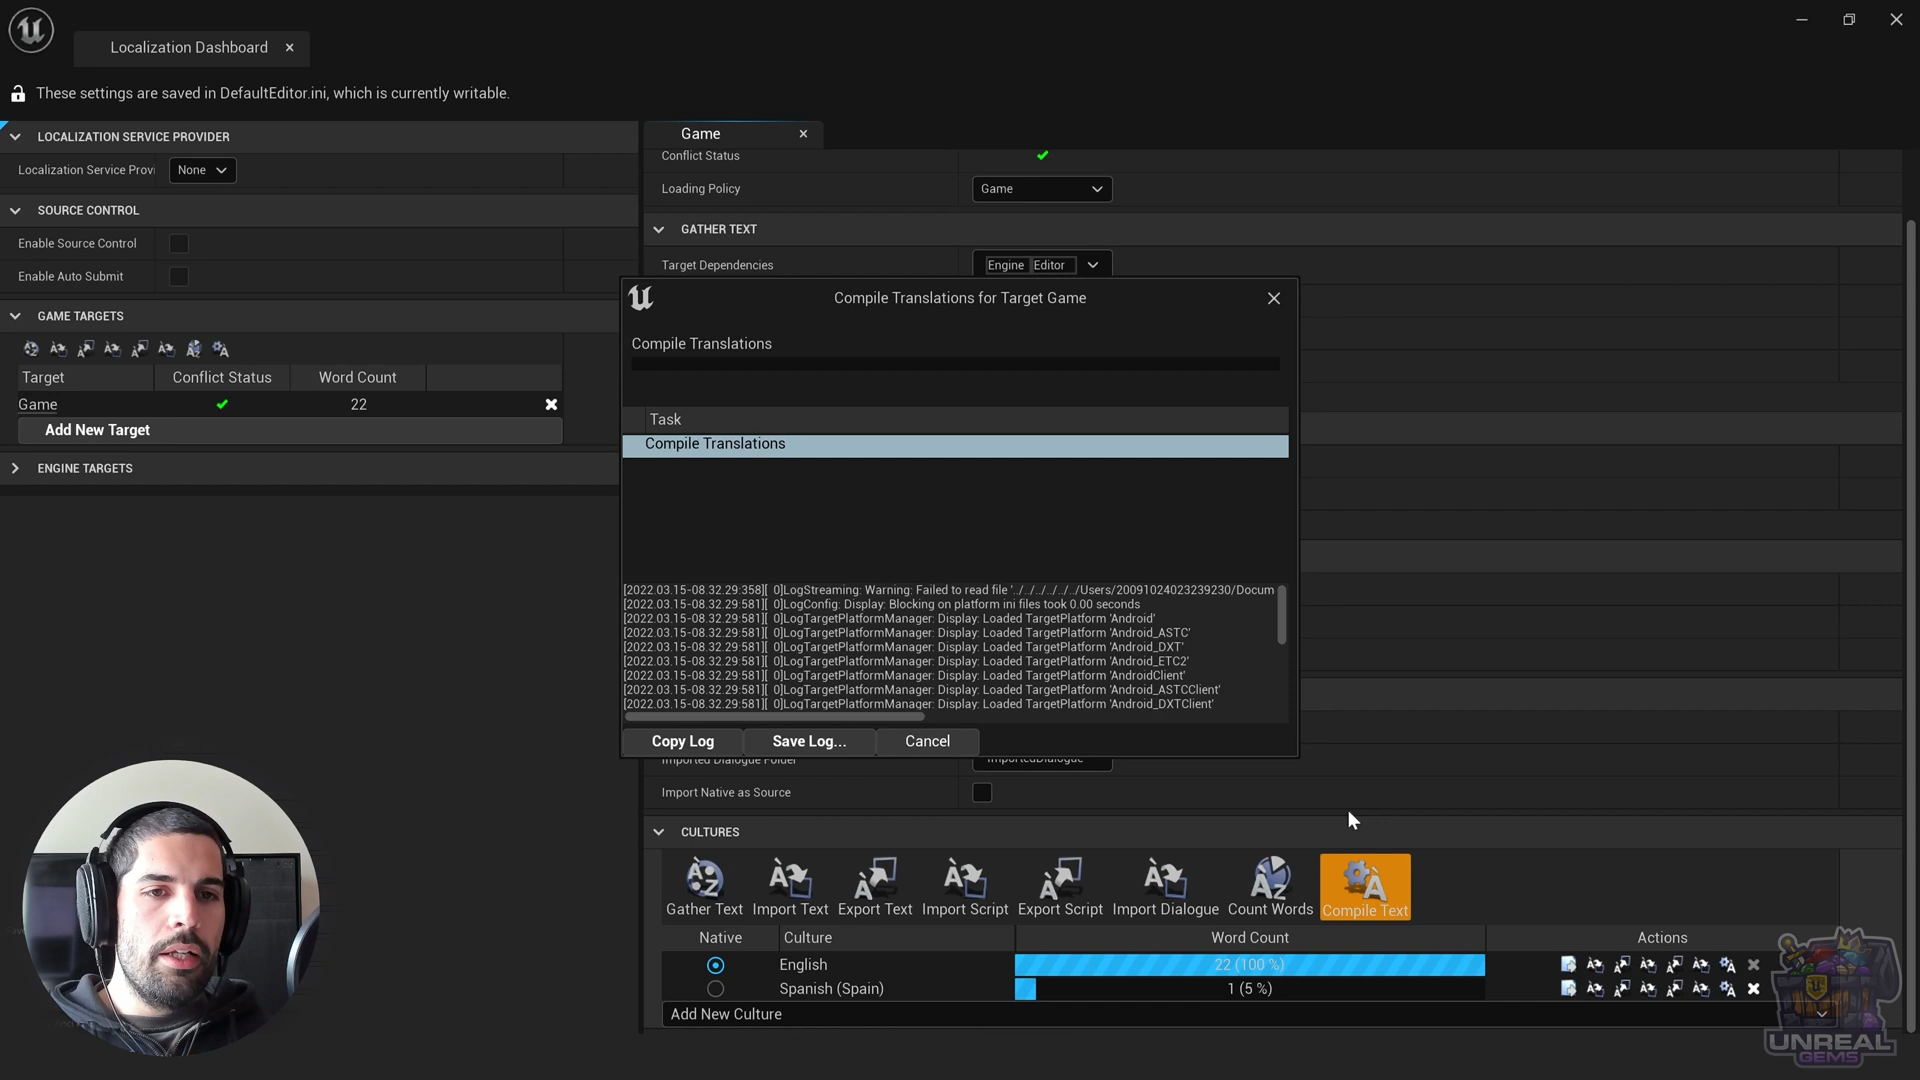 Localization Dashboard
These settings are saved in DefaultEditor.ini, which is currently writable.
LOCALIZATION SERVICE PROVIDER
Localization Service Provi
None
SOURCE CONTROL
Enable Source Control
Enable Auto Submit
GAME TARGETS
Target Conflict Status Word Count
Game 22
Add New Target
ENGINE TARGETS
Game
Conflict Status
Loading Policy Game
GATHER TEXT
Target Dependencies Engine Editor
Compile Translations for Target Game
Compile Translations
Task
Compile Translations
[2022.03.15-08.32.29:358][ 0]LogStreaming: Warning: Failed to read file '../../../../../../Users/20091024023239230/Docum
[2022.03.15-08.32.29:581][ 0]LogConfig: Display: Blocking on platform ini files took 0.00 seconds
[2022.03.15-08.32.29:581][ 0]LogTargetPlatformManager: Display: Loaded TargetPlatform 'Android'
[2022.03.15-08.32.29:581][ 0]LogTargetPlatformManager: Display: Loaded TargetPlatform 'Android_ASTC'
[2022.03.15-08.32.29:581][ 0]LogTargetPlatformManager: Display: Loaded TargetPlatform 'Android_DXT'
[2022.03.15-08.32.29:581][ 0]LogTargetPlatformManager: Display: Loaded TargetPlatform 'Android_ETC2'
[2022.03.15-08.32.29:581][ 0]LogTargetPlatformManager: Display: Loaded TargetPlatform 'AndroidClient'
[2022.03.15-08.32.29:581][ 0]LogTargetPlatformManager: Display: Loaded TargetPlatform 'Android_ASTCClient'
[2022.03.15-08.32.29:581][ 0]LogTargetPlatformManager: Display: Loaded TargetPlatform 'Android_DXTClient'
Copy Log Save Log... Cancel
Imported Dialogue Folder ImportedDialogue
Import Native as Source
CULTURES
Gather Text Import Text Export Text Import Script Export Script Import Dialogue Count Words Compile Text
Native Culture Word Count Actions
English 22 (100 %)
Spanish (Spain) 1 (5 %)
Add New Culture
UNREAL
GEMS